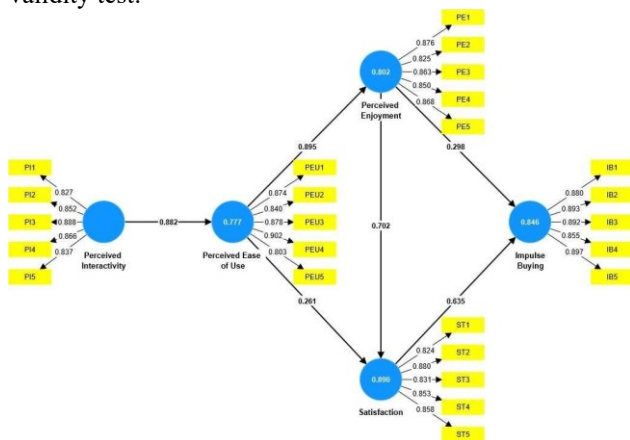 validity test.
PE1
0.876
PE2
0.825
0.802
0.863
PE3
0.850
PE4
0.868
Perceived
Enjoyment
PE5
0.895
0.298
PI1
0.827
PI2
0.852
PI3
0.888
PI4
0.866
PI5
0.837
Perceived
Interactivity
0.882
0.777
Perceived Ease
of Use
PEU1
0.874
PEU2
0.840
PEU3
0.878
PEU4
0.902
PEU5
0.803
0.702
IB1
0.880
IB2
0.893
0.846
0.892
IB3
0.855
IB4
0.897
IB5
Impulse
Buying
0.261
0.635
ST1
0.824
ST2
0.880
ST3
0.831
ST4
0.853
ST5
0.858
Satisfaction